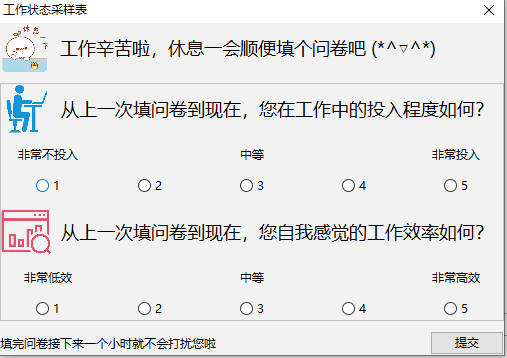 工作状态采样表
休息一下
工作辛苦啦，休息一会顺便填个问卷吧 (*^▽^*)
从上一次填问卷到现在，您在工作中的投入程度如何？
非常不投入 中等 非常投入
1 2 3 4 5
从上一次填问卷到现在，您自我感觉的工作效率如何？
非常低效 中等 非常高效
1 2 3 4 5
填完问卷接下来一个小时就不会打扰您啦 提交